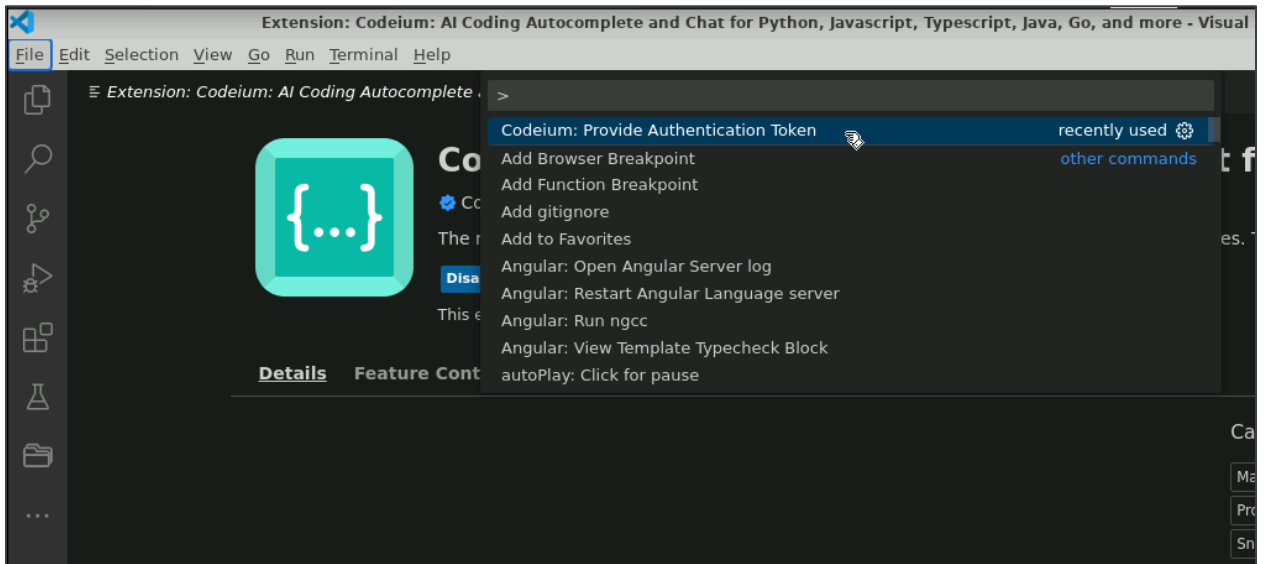 Extension: Codeium: AI Coding Autocomplete and Chat for Python, Javascript, Typescript, Java, Go, and more - Visual
File Edit Selection View Go Run Terminal Help
Extension: Codeium: AI Coding Autocomplete
>
Codeium: Provide Authentication Token recently used
Add Browser Breakpoint other commands
Add Function Breakpoint
Add gitignore
Add to Favorites
Angular: Open Angular Server log
Angular: Restart Angular Language server
Angular: Run ngcc
Angular: View Template Typecheck Block
autoPlay: Click for pause
{...}
Co
t f
Co
The
es.
Disa
This
Details Feature Cont
Ca
Ma
Pro
Sn